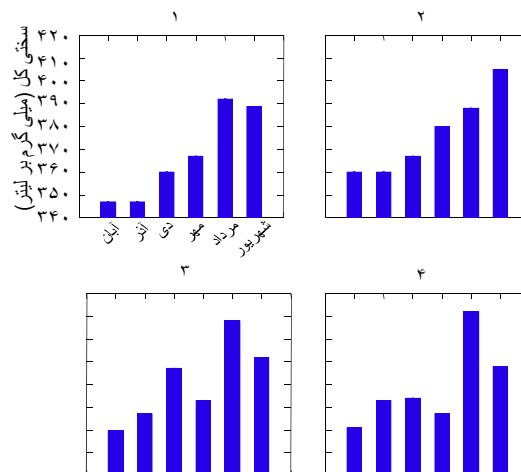 ۱
۲
سختی کل (میلی گرم بر لیتر)
۴۲۰
۴۱۰
۴۰۰
۳۹۰
۳۸۰
۳۷۰
۳۶۰
۳۵۰
۳۴۰
آبان
آذر
دی
مهر
مرداد
شهریور
۳
۴